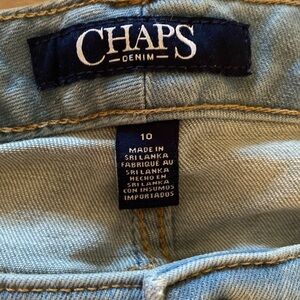 CHAPS
DENIM
10
MADE IN
SRI LANKA
FABRIQUÉ AU
SRI LANKA
HECHO EN
SRI LANKA
CON INSUMOS
IMPORTADOS